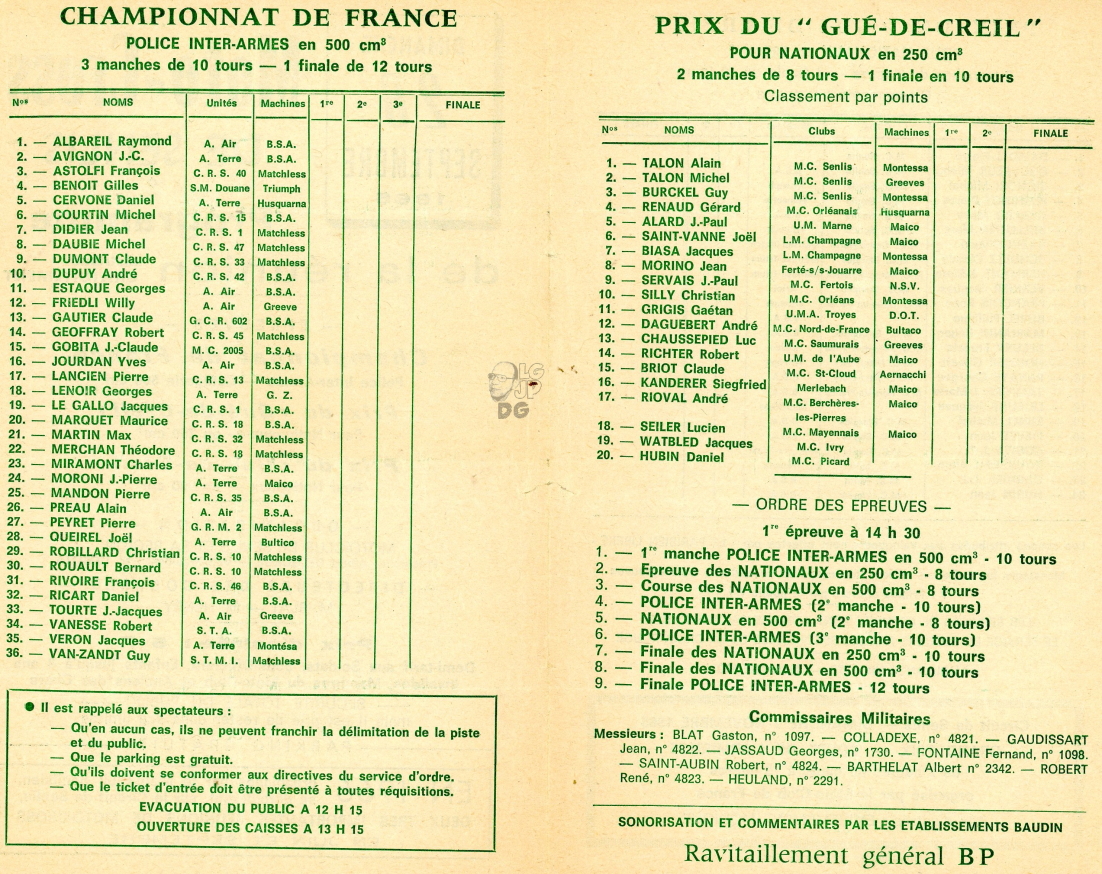 CHAMPIONNAT DE FRANCE
POLICE INTER-ARMES en 500 cm³
3 manches de 10 tours — 1 finale de 12 tours
Nos NOMS Unités Machines 1re 2e 3e FINALE
1. — ALBAREIL Raymond A. Air B.S.A.
2. — AVIGNON J.-C. A. Terre B.S.A.
3. — ASTOLFI François C. R. S. 40 Matchless
4. — BENOIT Gilles S.M. Douane Triumph
5. — CERVONE Daniel A. Terre Husquarna
6. — COURTIN Michel C. R. S. 15 B.S.A.
7. — DIDIER Jean C. R. S. 1 Matchless
8. — DAUBIE Michel C. R. S. 47 Matchless
9. — DUMONT Claude C. R. S. 33 Matchless
10. — DUPUY André C. R. S. 42 B.S.A.
11. — ESTAQUE Georges A. Air B.S.A.
12. — FRIEDLI Willy A. Air Greeve
13. — GAUTIER Claude G. C. R. 602 B.S.A.
14. — GEOFFRAY Robert C. R. S. 45 Matchless
15. — GOBITA J.-Claude M. C. 2005 B.S.A.
16. — JOURDAN Yves A. Air B.S.A.
17. — LANCIEN Pierre C. R. S. 13 Matchless
18. — LENOIR Georges A. Terre G. Z.
19. — LE GALLO Jacques C. R. S. 1 B.S.A.
20. — MARQUET Maurice C. R. S. 18 B.S.A.
21. — MARTIN Max C. R. S. 32 Matchless
22. — MERCHAN Théodore C. R. S. 18 Matchless
23. — MIRAMONT Charles A. Terre B.S.A.
24. — MORONI J.-Pierre A. Terre Maico
25. — MANDON Pierre C. R. S. 35 B.S.A.
26. — PREAU Alain A. Air B.S.A.
27. — PEYRET Pierre G. R. M. 2 Matchless
28. — QUEIREL Joël A. Terre Bultico
29. — ROBILLARD Christian C. R. S. 10 Matchless
30. — ROUAULT Bernard C. R. S. 10 Matchless
31. — RIVOIRE François C. R. S. 46 B.S.A.
32. — RICART Daniel A. Terre B.S.A.
33. — TOURTE J.-Jacques A. Air Greeve
34. — VANESSE Robert S. T. A. B.S.A.
35. — VERON Jacques A. Terre Montésa
36. — VAN-ZANDT Guy S. T. M. I. Matchless
● Il est rappelé aux spectateurs :
— Qu'en aucun cas, ils ne peuvent franchir la délimitation de la piste
et du public.
— Que le parking est gratuit.
— Qu'ils doivent se conformer aux directives du service d'ordre.
— Que le ticket d'entrée doit être présenté à toutes réquisitions.
EVACUATION DU PUBLIC A 12 H 15
OUVERTURE DES CAISSES A 13 H 15
LG
JP
DG
PRIX DU “ GUÉ-DE-CREIL ”
POUR NATIONAUX en 250 cm³
2 manches de 8 tours — 1 finale en 10 tours
Classement par points
Nos NOMS Clubs Machines 1re 2e FINALE
1. — TALON Alain M.C. Senlis Montessa
2. — TALON Michel M.C. Senlis Greeves
3. — BURCKEL Guy M.C. Senlis Montessa
4. — RENAUD Gérard M.C. Orléanais Husquarna
5. — ALARD J.-Paul U.M. Marne Maico
6. — SAINT-VANNE Joël L.M. Champagne Maico
7. — BIASA Jacques L.M. Champagne Montessa
8. — MORINO Jean Ferté-s/s-Jouarre Maico
9. — SERVAIS J.-Paul M.C. Fertois N.S.V.
10. — SILLY Christian M.C. Orléans Montessa
11. — GRIGIS Gaétan U.M.A. Troyes D.O.T.
12. — DAGUEBERT André M.C. Nord-de-France Bultaco
13. — CHAUSSEPIED Luc M.C. Saumurais Greeves
14. — RICHTER Robert U.M. de l'Aube Maico
15. — BRIOT Claude M.C. St-Cloud Aernacchi
16. — KANDERER Siegfried Merlebach Maico
17. — RIOVAL André M.C. Berchères- Maico
les-Pierres
18. — SEILER Lucien M.C. Mayennais Maico
19. — WATBLED Jacques M.C. Ivry
20. — HUBIN Daniel M.C. Picard
— ORDRE DES EPREUVES —
1re épreuve à 14 h 30
1. — 1re manche POLICE INTER-ARMES en 500 cm³ - 10 tours
2. — Epreuve des NATIONAUX en 250 cm³ - 8 tours
3. — Course des NATIONAUX en 500 cm³ - 8 tours
4. — POLICE INTER-ARMES (2e manche - 10 tours)
5. — NATIONAUX en 500 cm³ (2e manche - 8 tours)
6. — POLICE INTER-ARMES (3e manche - 10 tours)
7. — Finale des NATIONAUX en 250 cm³ - 10 tours
8. — Finale des NATIONAUX en 500 cm³ - 10 tours
9. — Finale POLICE INTER-ARMES - 12 tours
Commissaires Militaires
Messieurs : BLAT Gaston, n° 1097. — COLLADEXE, n° 4821. — GAUDISSART
Jean, n° 4822. — JASSAUD Georges, n° 1730. — FONTAINE Fernand, n° 1098.
— SAINT-AUBIN Robert, n° 4824. — BARTHELAT Albert n° 2342. — ROBERT
René, n° 4823. — HEULAND, n° 2291.
SONORISATION ET COMMENTAIRES PAR LES ETABLISSEMENTS BAUDIN
Ravitaillement général BP